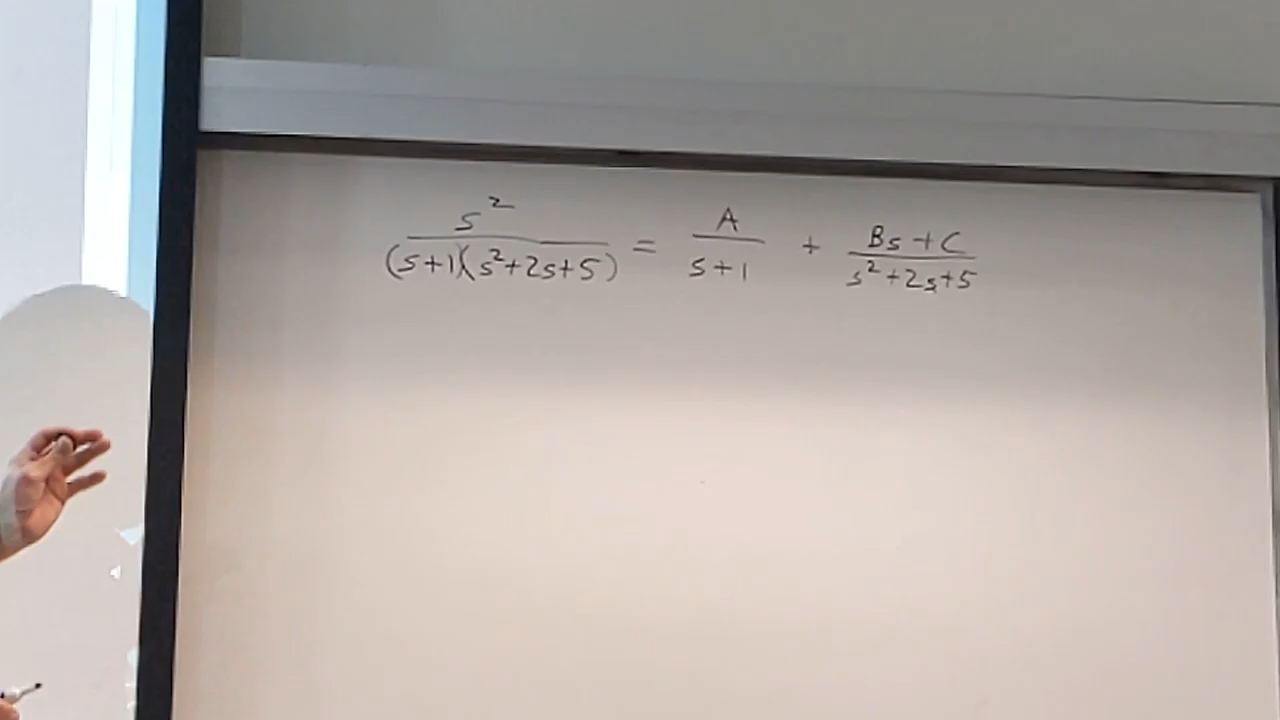 s²/((s+1)(s²+2s+5)) = A/(s+1) + (Bs+C)/(s²+2s+5)